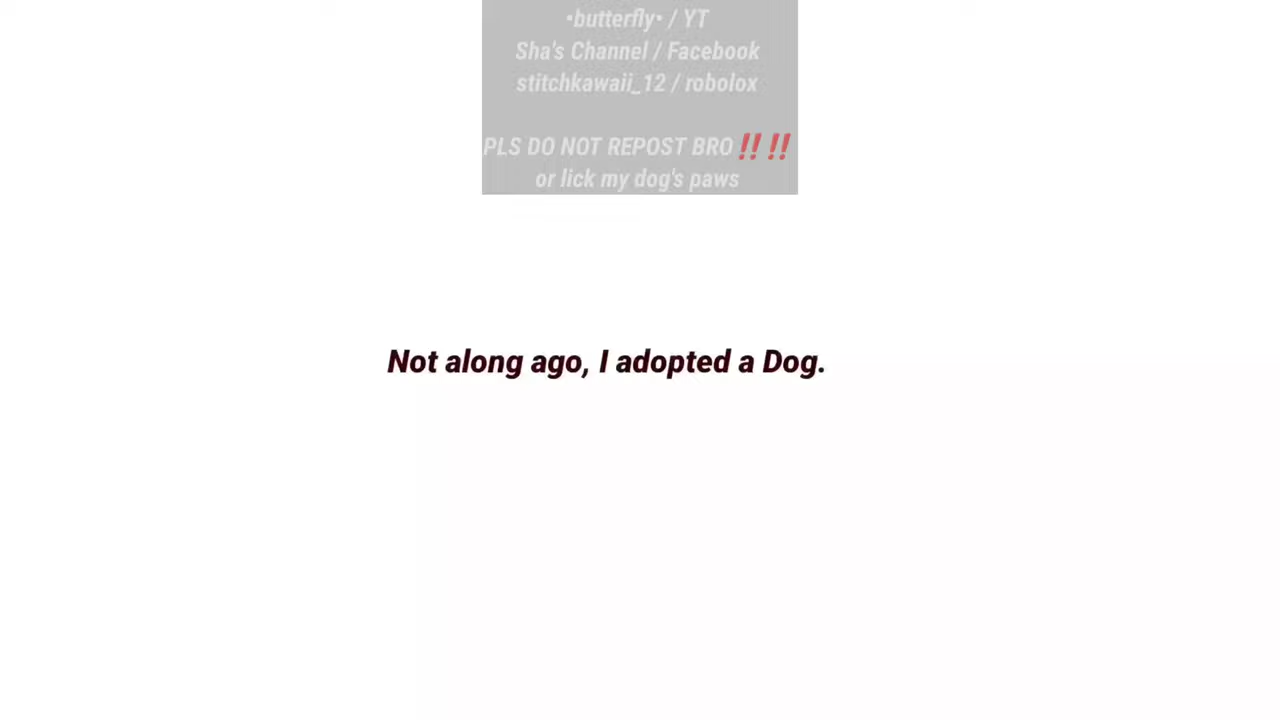 •butterfly• / YT
Sha's Channel / Facebook
stitchkawaii_12 / robolox
PLS DO NOT REPOST BRO‼️‼️
or lick my dog's paws
Not along ago, I adopted a Dog.